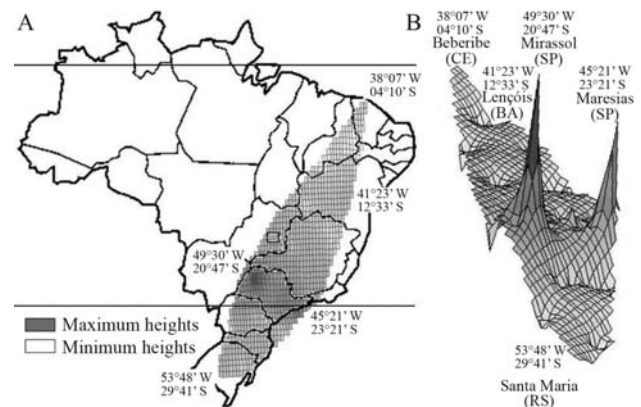 A
38°07' W
04°10' S
41°23' W
12°33' S
49°30' W
20°47' S
45°21' W
23°21' S
Maximum heights
Minimum heights
53°48' W
29°41' S
B
38°07' W
04°10' S
Beberibe
(CE)
49°30' W
20°47' S
Mirassol
(SP)
41°23' W
12°33' S
Lençóis
(BA)
45°21' W
23°21' S
Maresias
(SP)
53°48' W
29°41' S
Santa Maria
(RS)